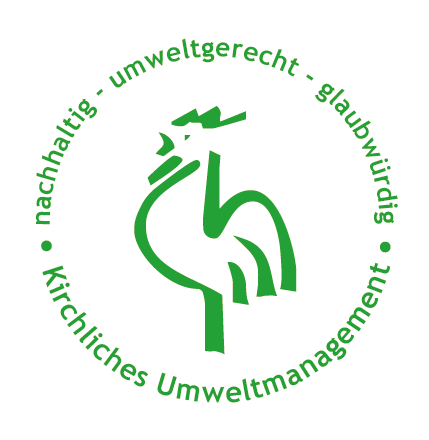 nachhaltig - umweltgerecht - glaubwürdig
• Kirchliches Umweltmanagement •